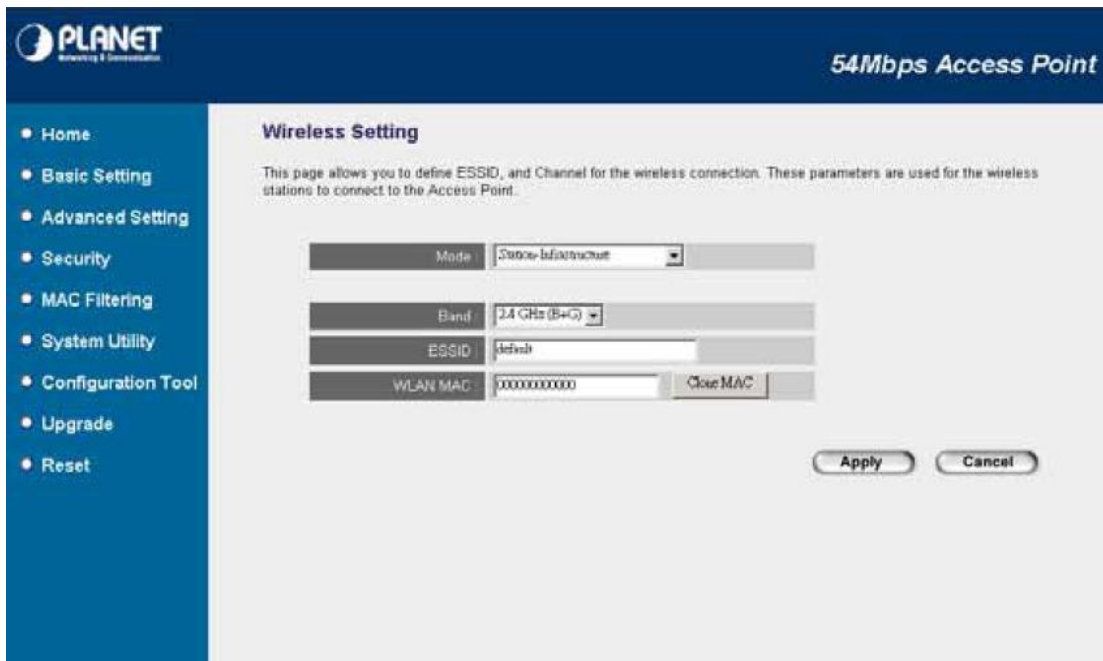 PLANET
Networking & Communication
54Mbps Access Point
Home
Basic Setting
Advanced Setting
Security
MAC Filtering
System Utility
Configuration Tool
Upgrade
Reset
Wireless Setting
This page allows you to define ESSID, and Channel for the wireless connection. These parameters are used for the wireless
stations to connect to the Access Point.
Mode : Station-Infrastructure
Band : 2.4 GHz (B+G)
ESSID : default
WLAN MAC : 000000000000 Clone MAC
Apply Cancel